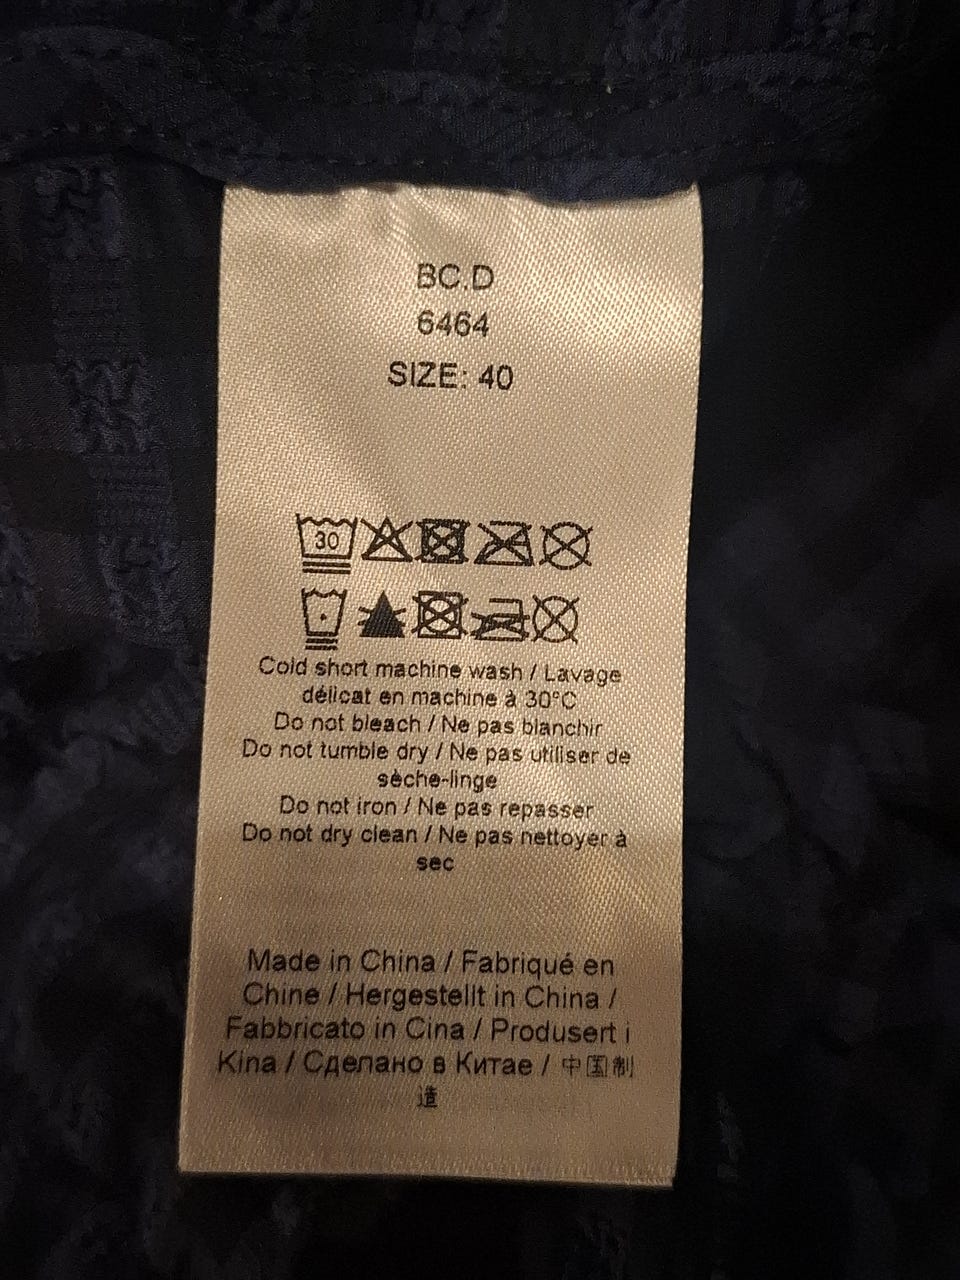 BC.D
6464
SIZE: 40
30
Cold short machine wash / Lavage
délicat en machine à 30°C
Do not bleach / Ne pas blanchir
Do not tumble dry / Ne pas utiliser de
sèche-linge
Do not iron / Ne pas repasser
Do not dry clean / Ne pas nettoyer à
sec
Made in China / Fabriqué en
Chine / Hergestellt in China /
Fabbricato in Cina / Produsert i
Kina / Сделано в Китае / 中国制
造